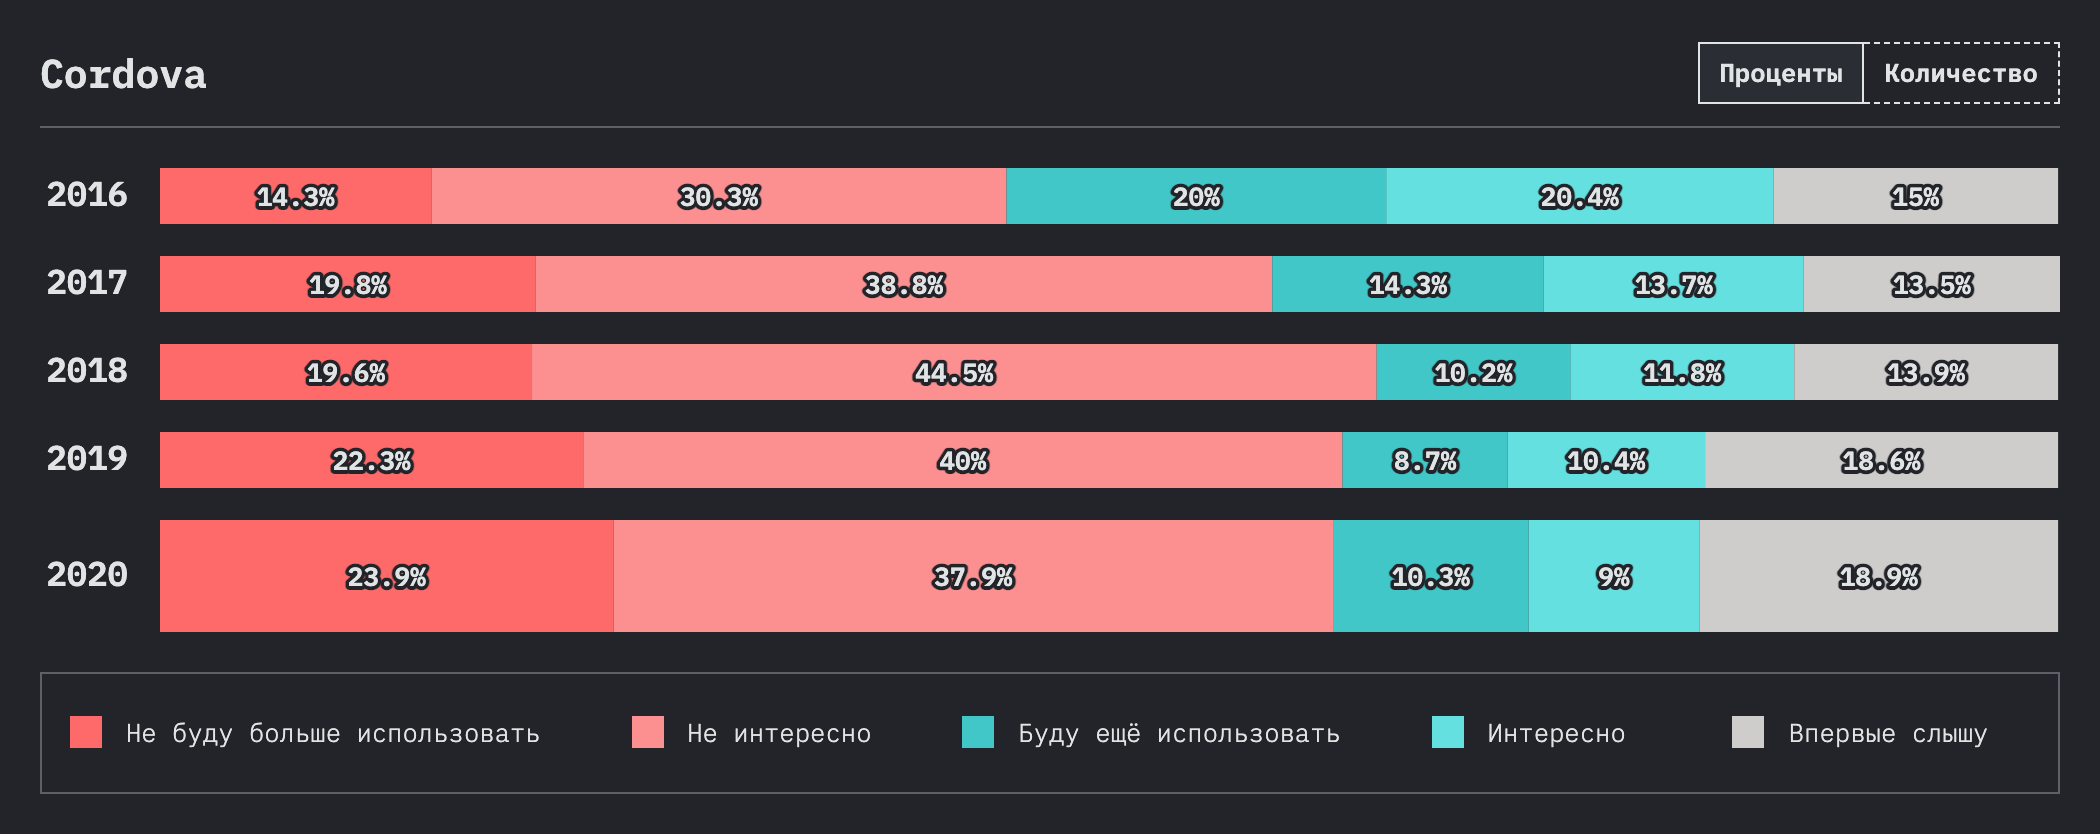 Cordova
Проценты Количество
2016 14.3% 30.3% 20% 20.4% 15%
2017 19.8% 38.8% 14.3% 13.7% 13.5%
2018 19.6% 44.5% 10.2% 11.8% 13.9%
2019 22.3% 40% 8.7% 10.4% 18.6%
2020 23.9% 37.9% 10.3% 9% 18.9%
Не буду больше использовать Не интересно Буду ещё использовать Интересно Впервые слышу